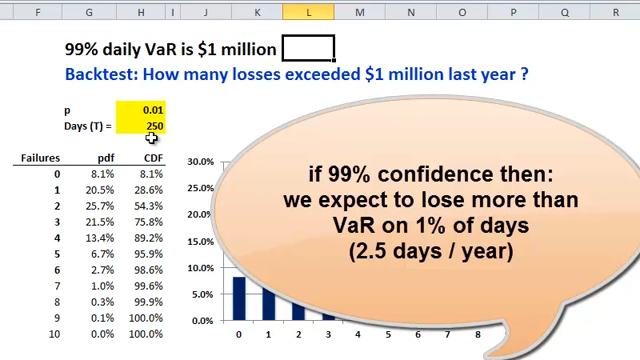 F G H I J K L M N O P Q R
99% daily VaR is $1 million
Backtest: How many losses exceeded $1 million last year ?
p 0.01
Days (T) = 250
Failures pdf CDF
0 8.1% 8.1%
1 20.5% 28.6%
2 25.7% 54.3%
3 21.5% 75.8%
4 13.4% 89.2%
5 6.7% 95.9%
6 2.7% 98.6%
7 1.0% 99.6%
8 0.3% 99.9%
9 0.1% 100.0%
10 0.0% 100.0%
30.0%
25.0%
20.0%
15.0%
10.0%
5.0%
0.0%
0 1 2 3 4 5 6 7 8
if 99% confidence then:
we expect to lose more than
VaR on 1% of days
(2.5 days / year)